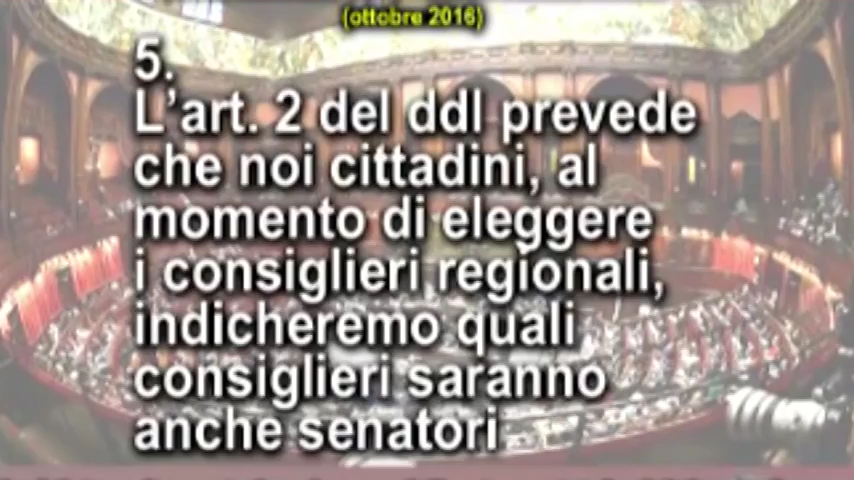 (ottobre 2016)
5.
L'art. 2 del ddl prevede
che noi cittadini, al
momento di eleggere
i consiglieri regionali,
indicheremo quali
consiglieri saranno
anche senatori